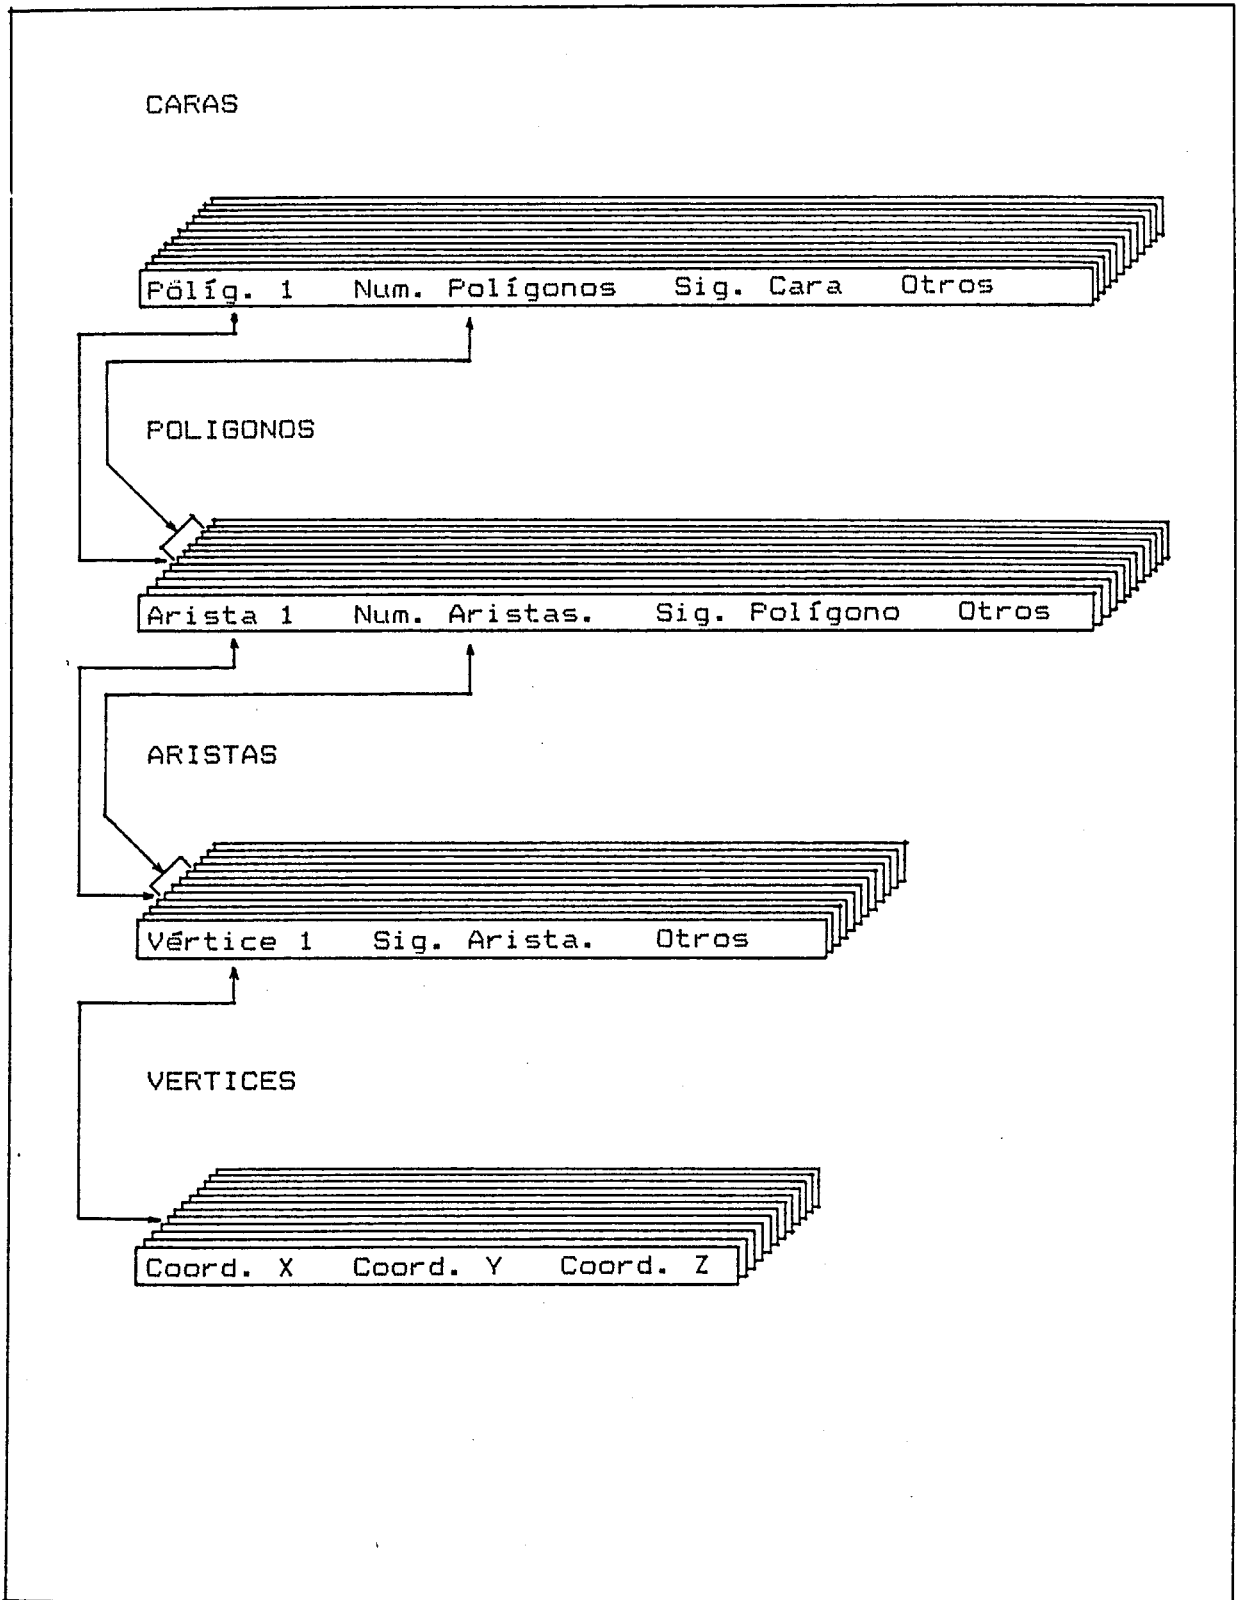 CARAS
Políg. 1 Num. Polígonos Sig. Cara Otros
POLIGONOS
Arista 1 Num. Aristas. Sig. Polígono Otros
ARISTAS
Vértice 1 Sig. Arista. Otros
VERTICES
Coord. X Coord. Y Coord. Z